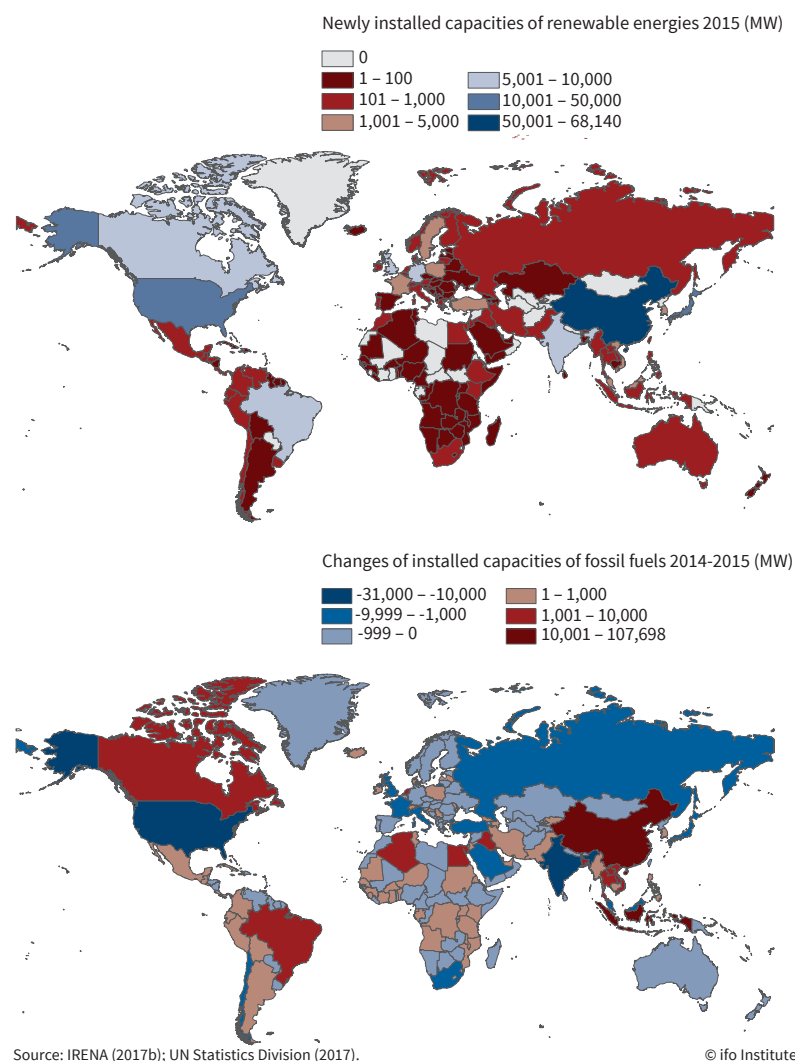 Newly installed capacities of renewable energies 2015 (MW)
0
1 – 100
101 – 1,000
1,001 – 5,000
5,001 – 10,000
10,001 – 50,000
50,001 – 68,140
Changes of installed capacities of fossil fuels 2014-2015 (MW)
-31,000 – -10,000
-9,999 – -1,000
-999 – 0
1 – 1,000
1,001 – 10,000
10,001 – 107,698
Source: IRENA (2017b); UN Statistics Division (2017).
© ifo Institute